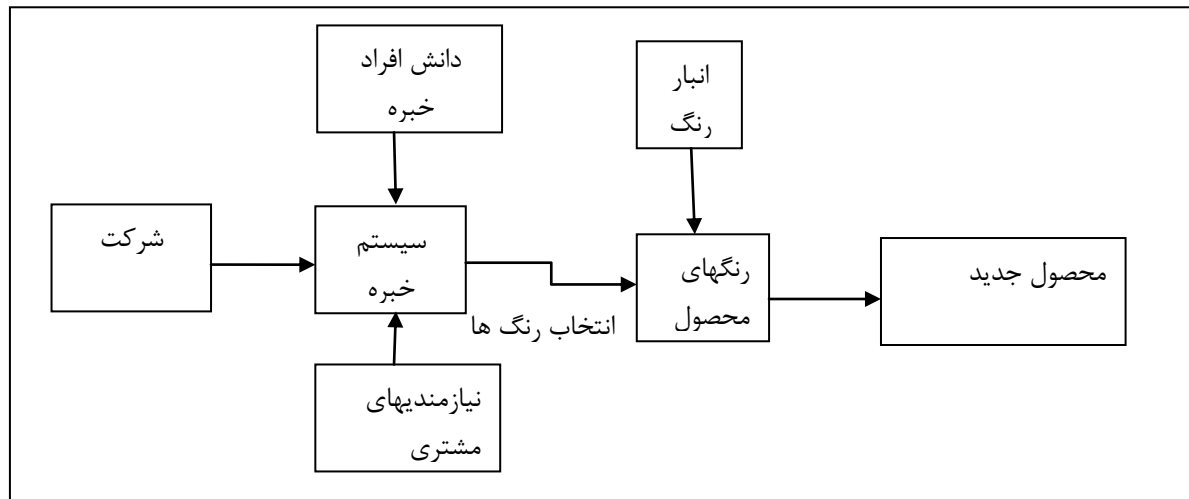 دانش افراد
خبره
انبار
رنگ
شرکت
سیستم
خبره
رنگهای
محصول
محصول جدید
انتخاب رنگ ها
نیازمندیهای
مشتری